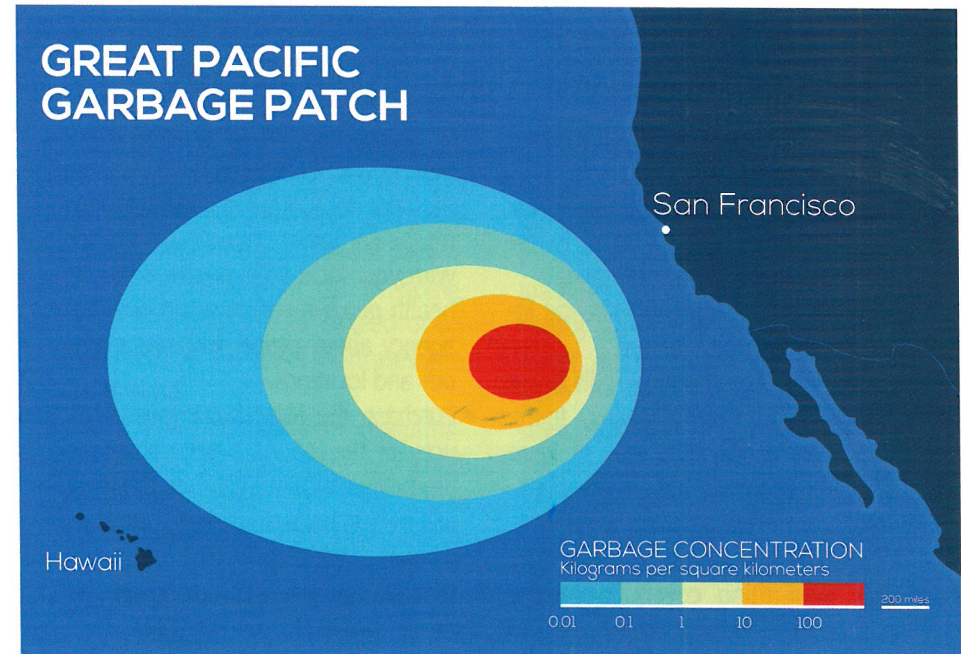 GREAT PACIFIC
GARBAGE PATCH
San Francisco
Hawaii
GARBAGE CONCENTRATION
Kilograms per square kilometers
200 miles
0.01 0.1 1 10 100